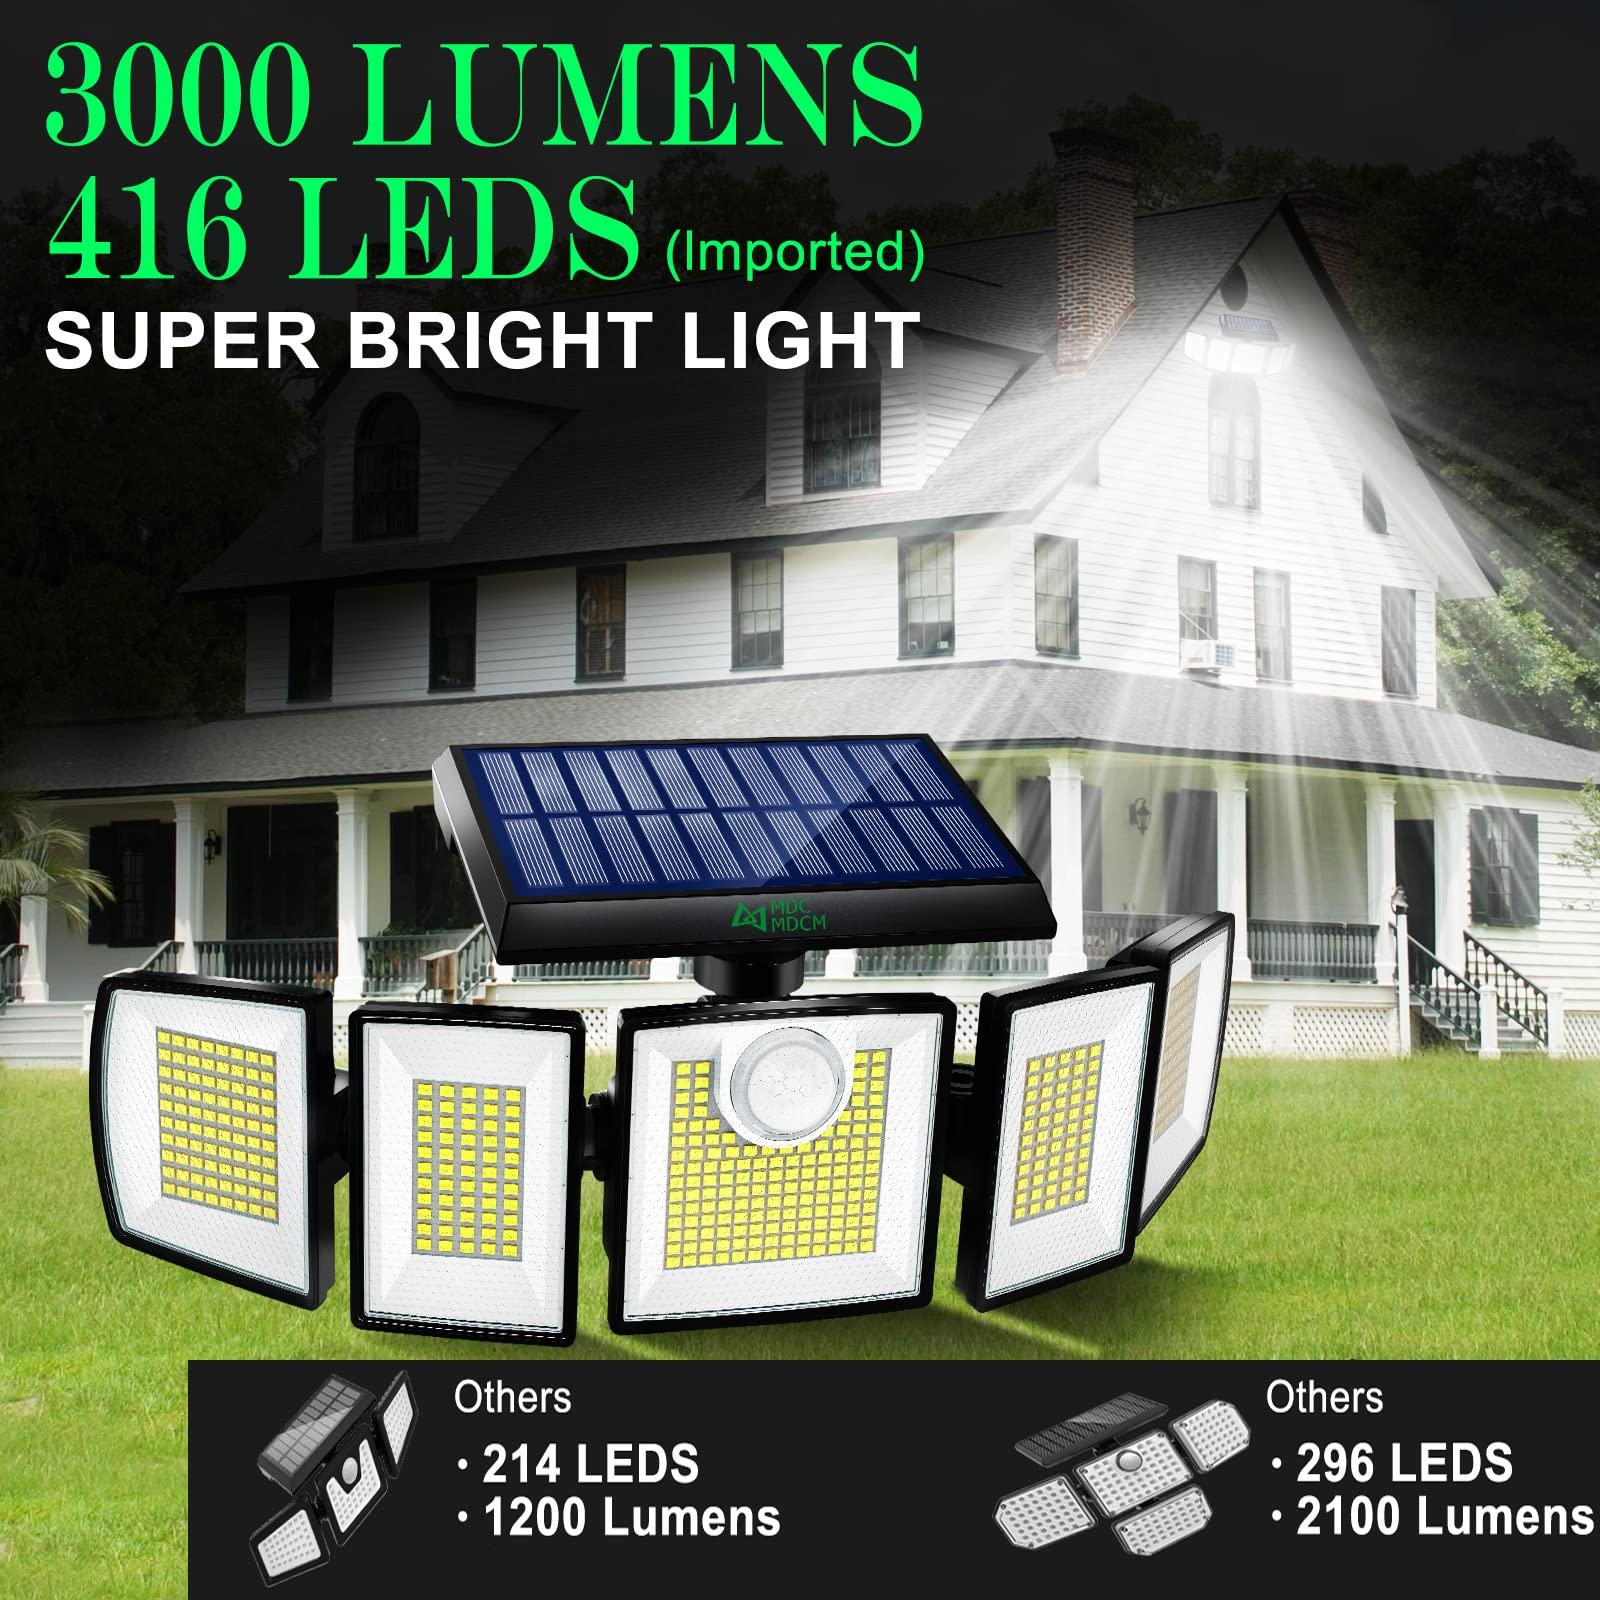 3000 LUMENS
416 LEDS (Imported)
SUPER BRIGHT LIGHT
MDC
MDCM
Others
• 214 LEDS
• 1200 Lumens
Others
• 296 LEDS
• 2100 Lumens